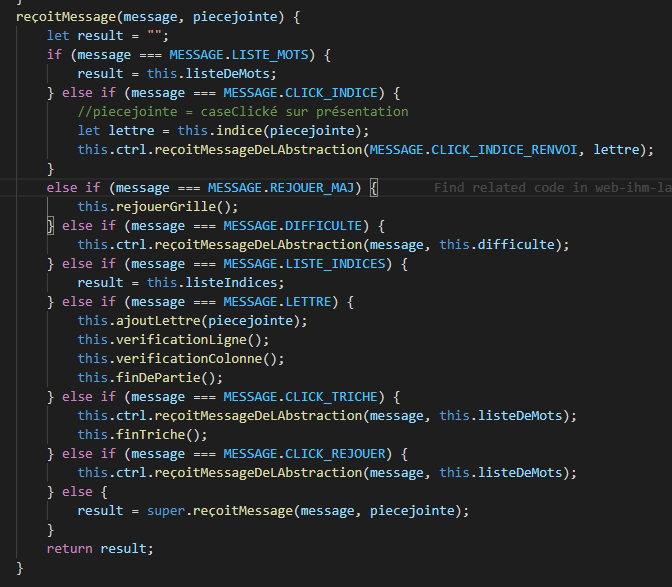 }
reçoitMessage(message, piecejointe) {
    let result = "";
    if (message === MESSAGE.LISTE_MOTS) {
        result = this.listeDeMots;
    } else if (message === MESSAGE.CLICK_INDICE) {
        //piecejointe = caseClické sur présentation
        let lettre = this.indice(piecejointe);
        this.ctrl.reçoitMessageDeLAbstraction(MESSAGE.CLICK_INDICE_RENVOI, lettre);
    }
    else if (message === MESSAGE.REJOUER_MAJ) {        Find related code in web-ihm-la
        this.rejouerGrille();
    } else if (message === MESSAGE.DIFFICULTE) {
        this.ctrl.reçoitMessageDeLAbstraction(message, this.difficulte);
    } else if (message === MESSAGE.LISTE_INDICES) {
        result = this.listeIndices;
    } else if (message === MESSAGE.LETTRE) {
        this.ajoutLettre(piecejointe);
        this.verificationLigne();
        this.verificationColonne();
        this.finDePartie();
    } else if (message === MESSAGE.CLICK_TRICHE) {
        this.ctrl.reçoitMessageDeLAbstraction(message, this.listeDeMots);
        this.finTriche();
    } else if (message === MESSAGE.CLICK_REJOUER) {
        this.ctrl.reçoitMessageDeLAbstraction(message, this.listeDeMots);
    } else {
        result = super.reçoitMessage(message, piecejointe);
    }
    return result;
}